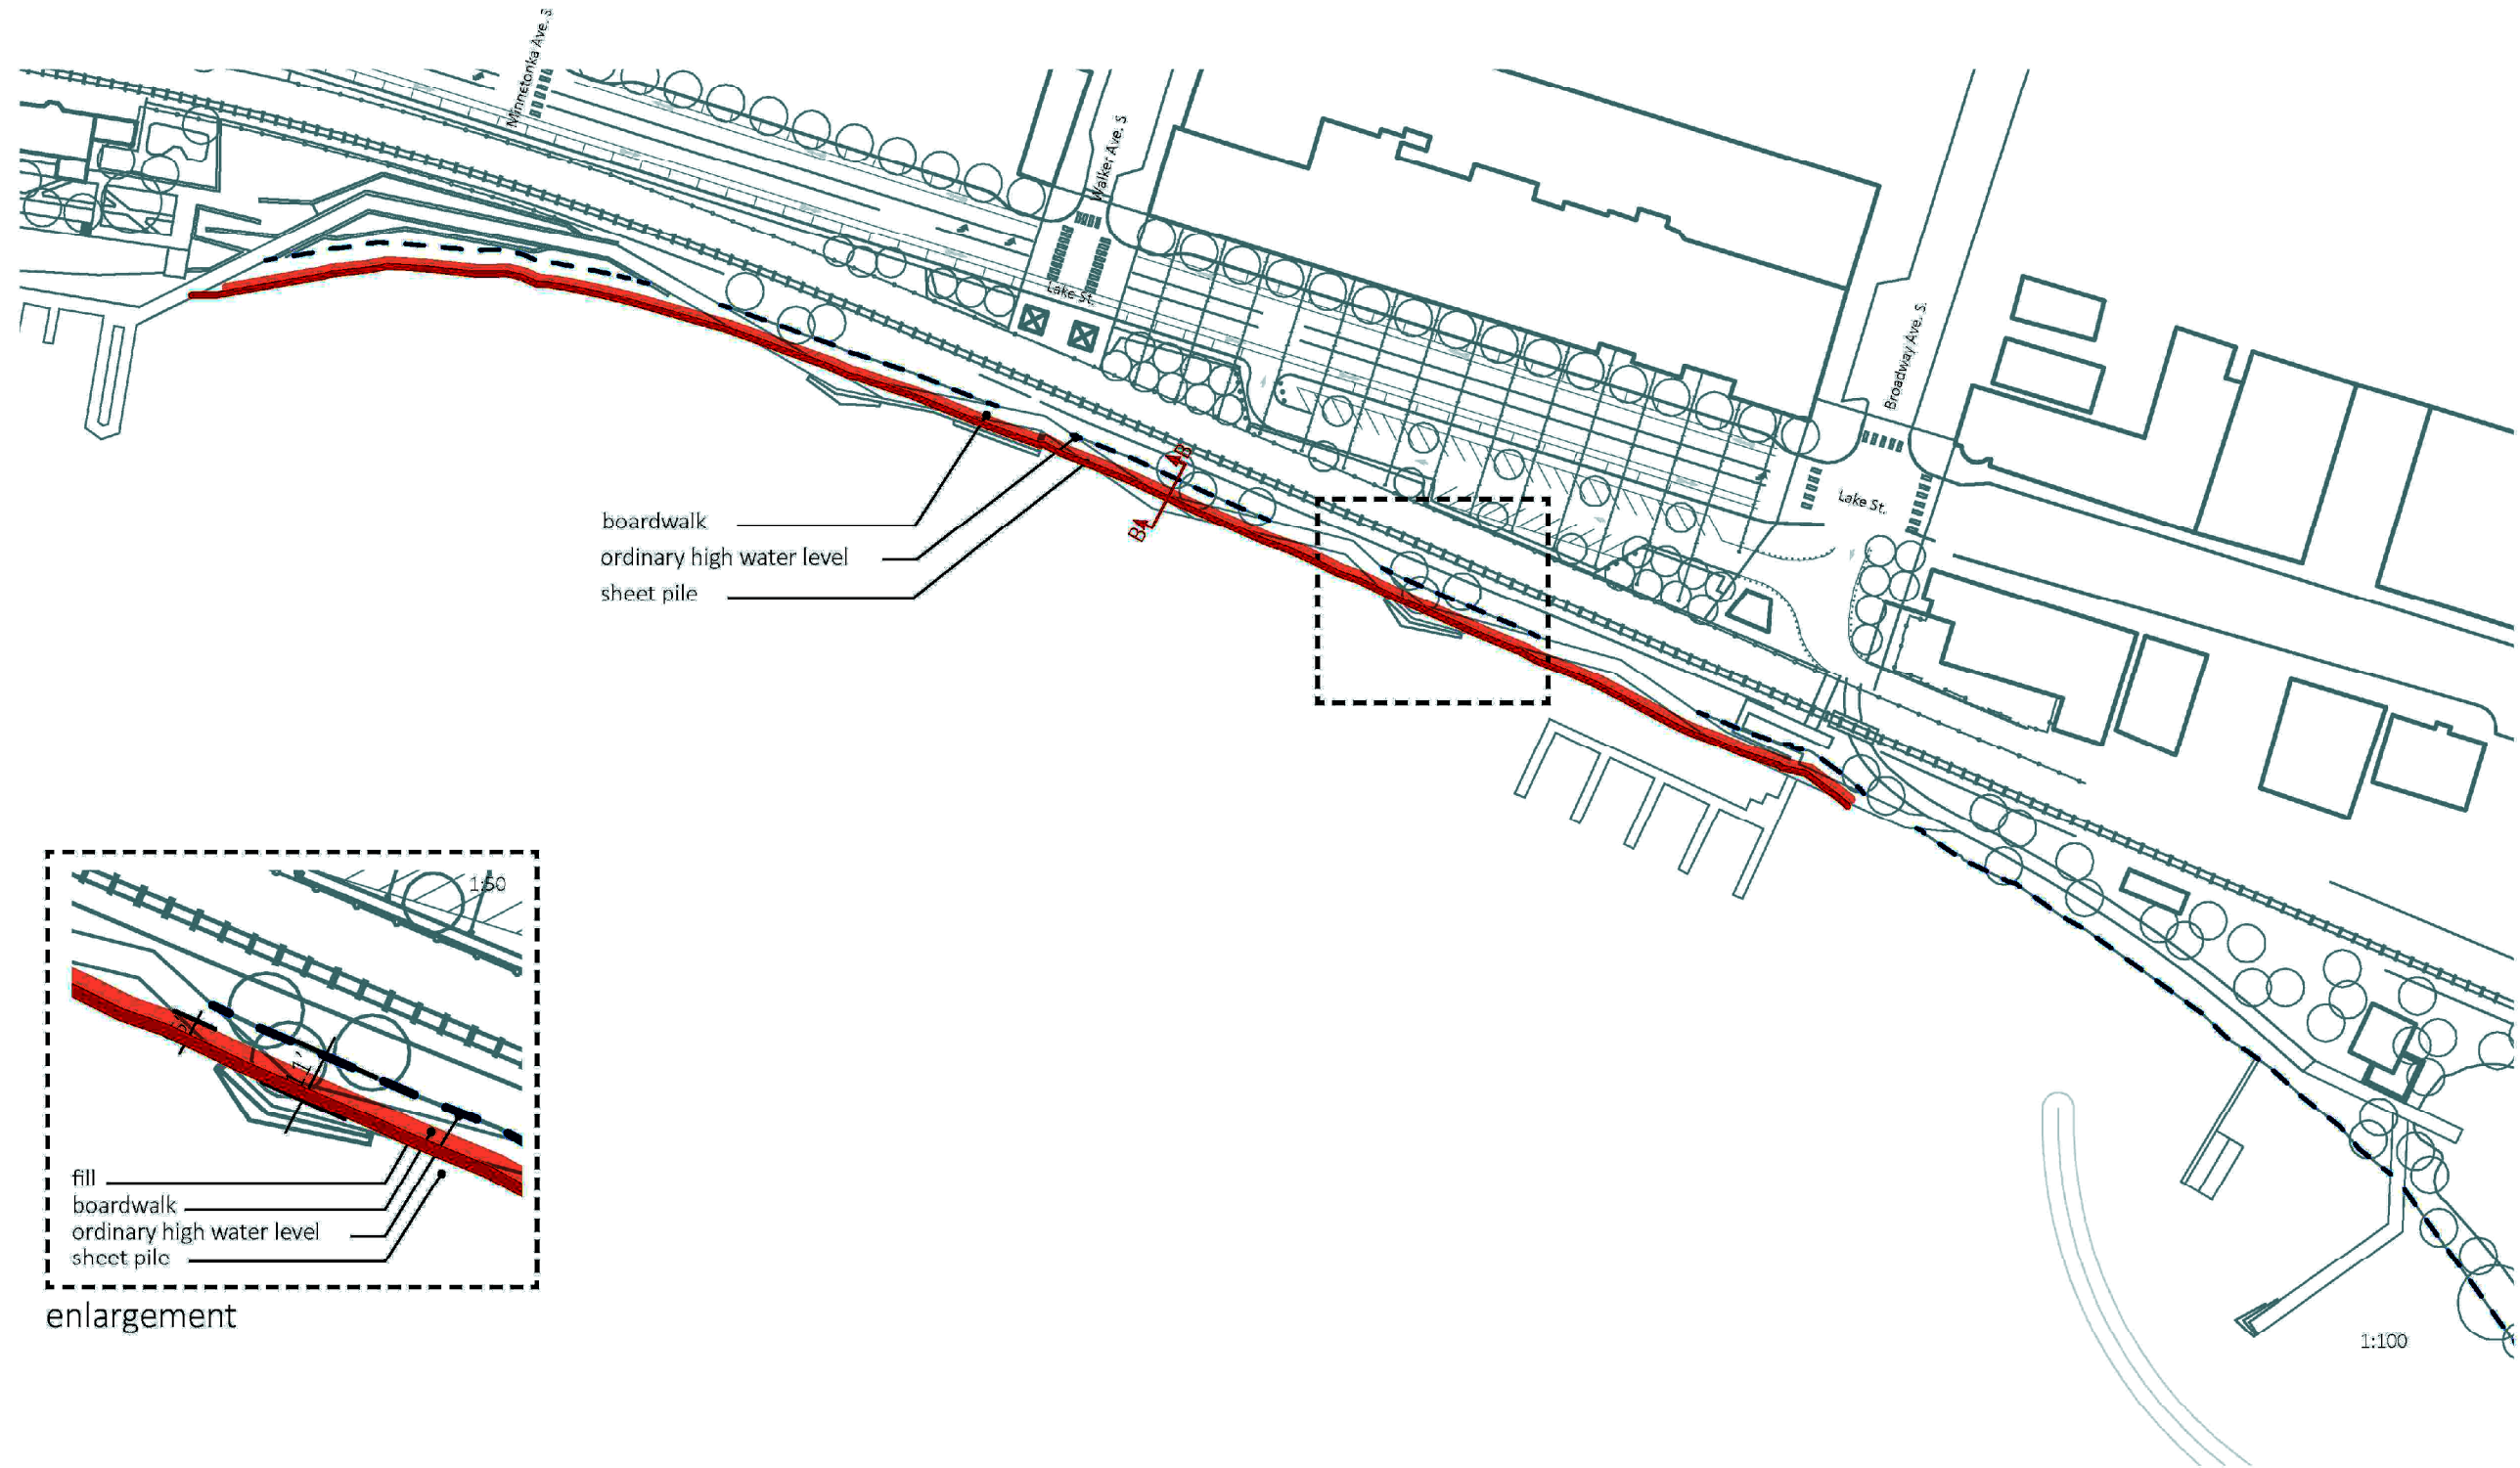 Minnetonka Ave. S.
Walker Ave. S.
Lake St.
Broadway Ave. S.
Lake St.
B
B
boardwalk
ordinary high water level
sheet pile
1:50
fill
boardwalk
ordinary high water level
sheet pile
enlargement
1:100